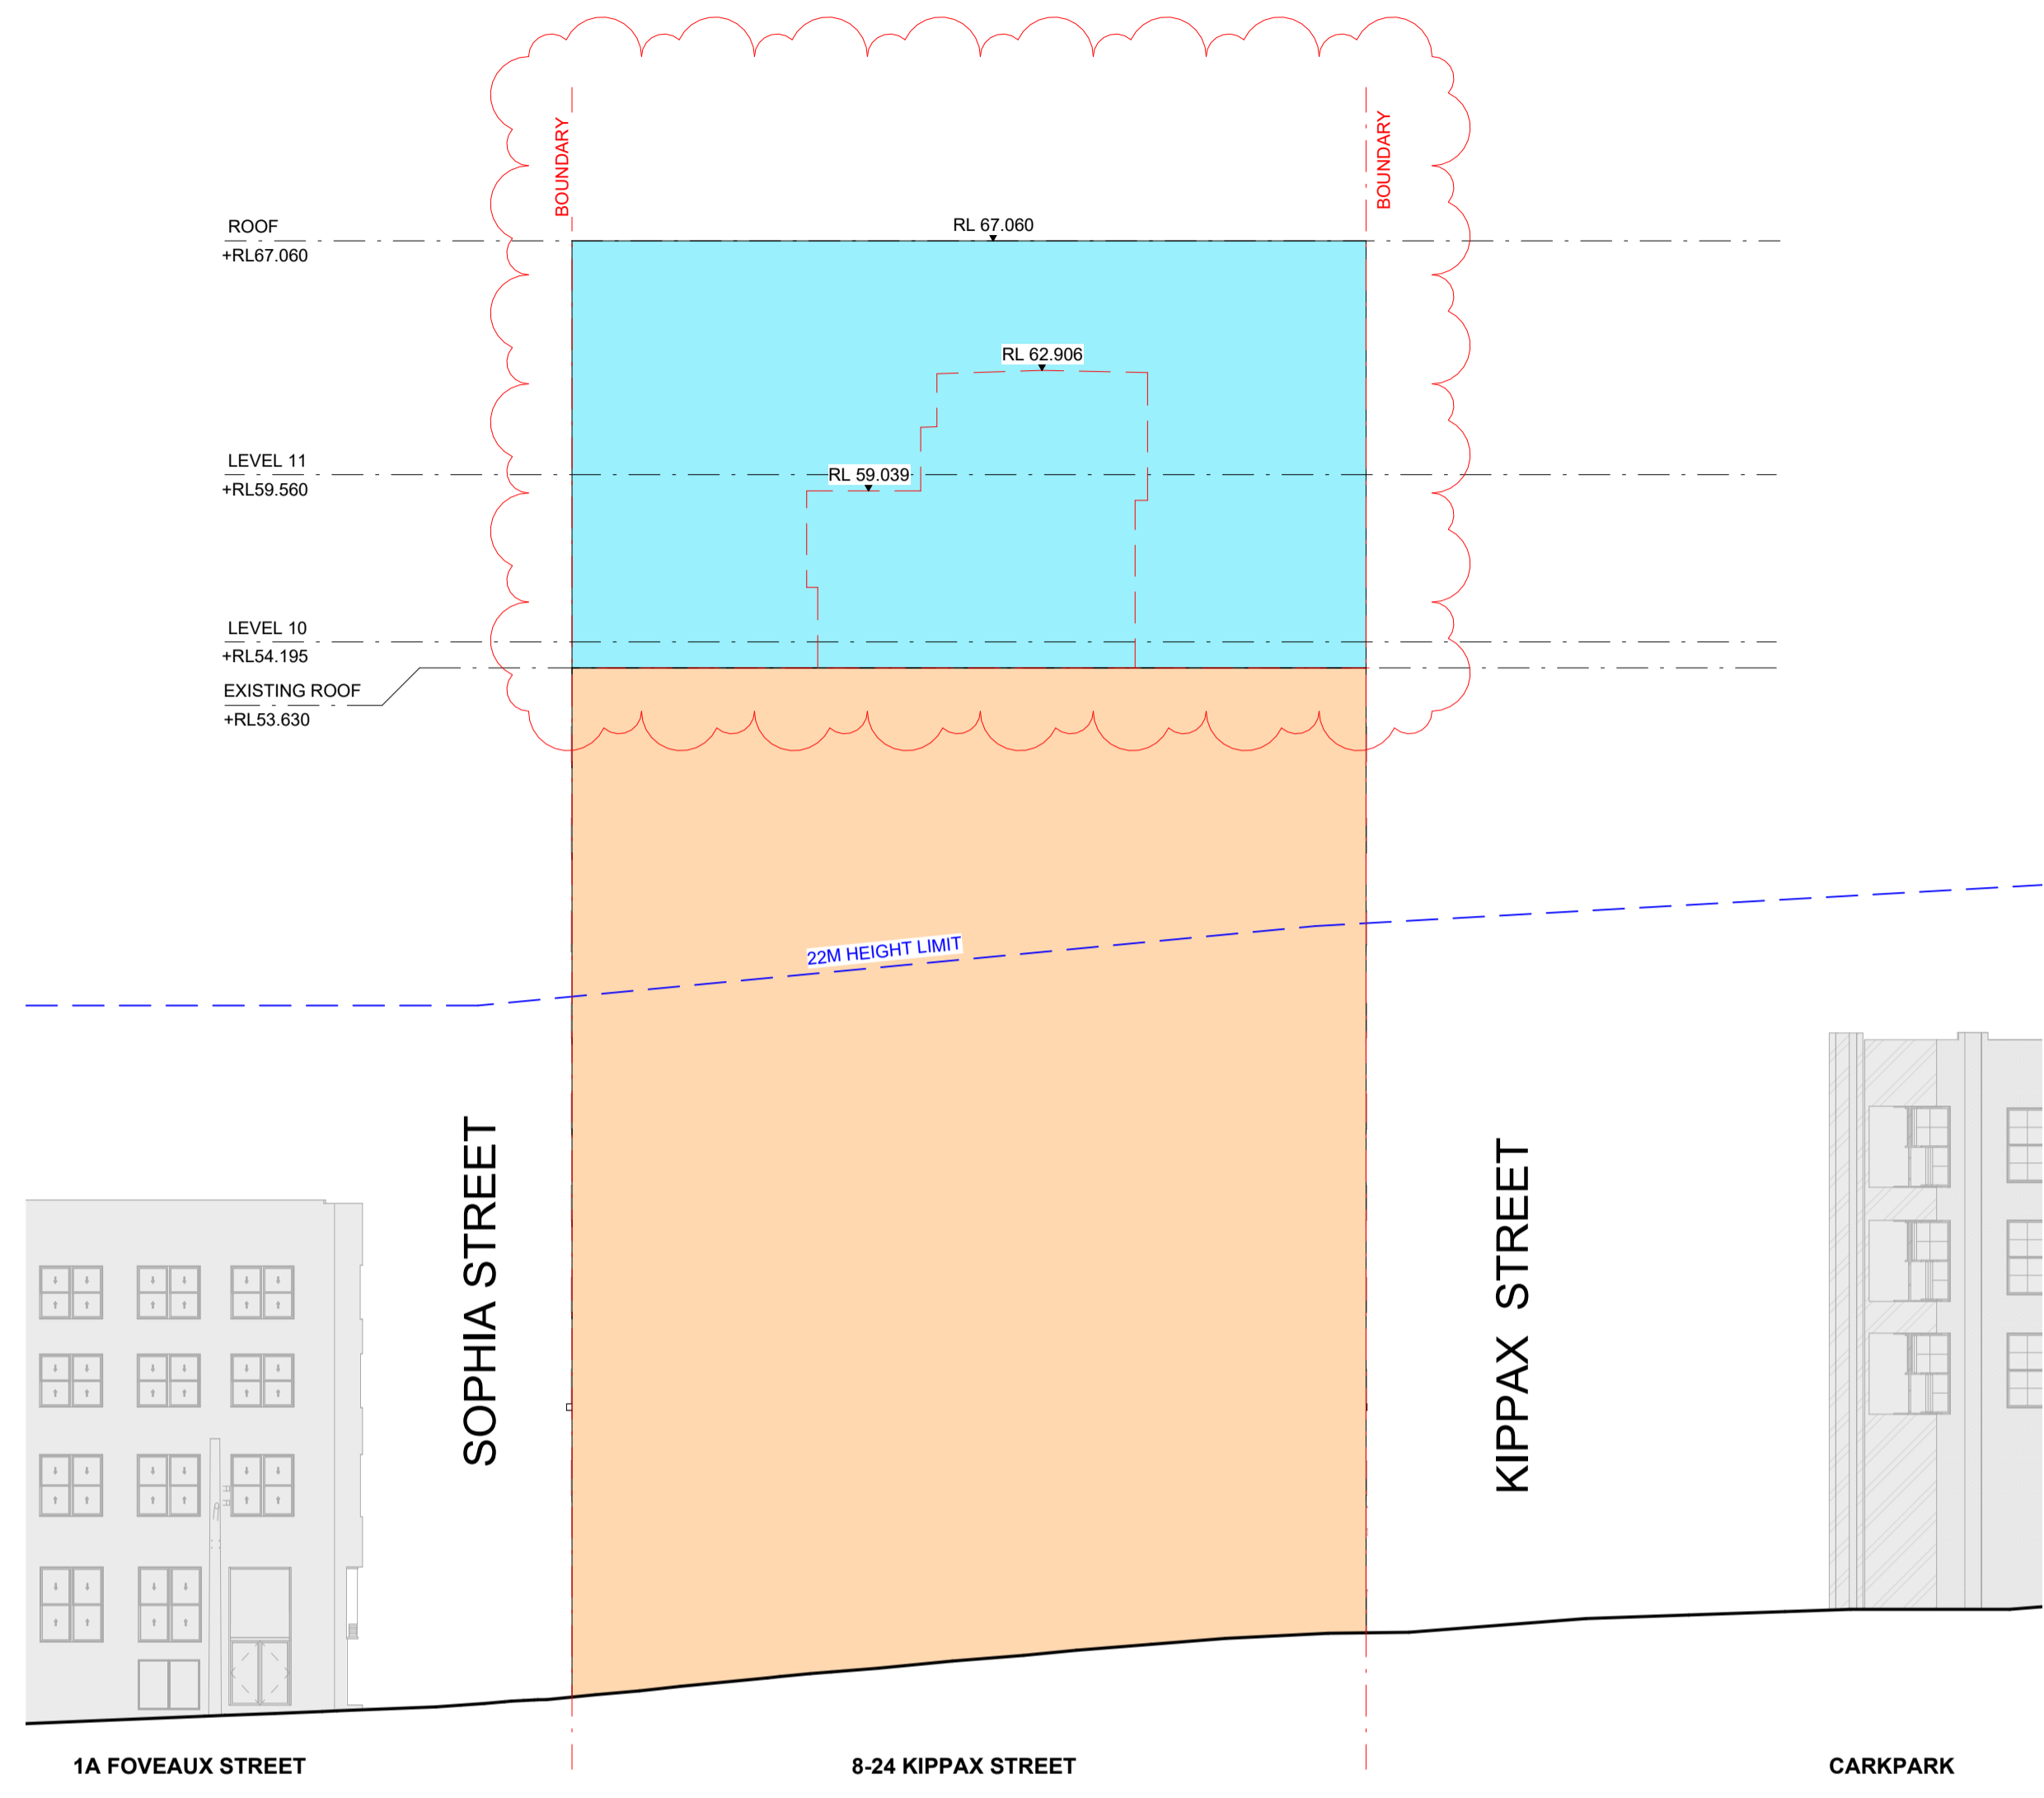 BOUNDARY
BOUNDARY
ROOF
+RL67.060
RL 67.060
RL 62.906
LEVEL 11
+RL59.560
RL 59.039
LEVEL 10
+RL54.195
EXISTING ROOF
+RL53.630
22M HEIGHT LIMIT
SOPHIA STREET
KIPPAX STREET
1A FOVEAUX STREET
8-24 KIPPAX STREET
CARKPARK